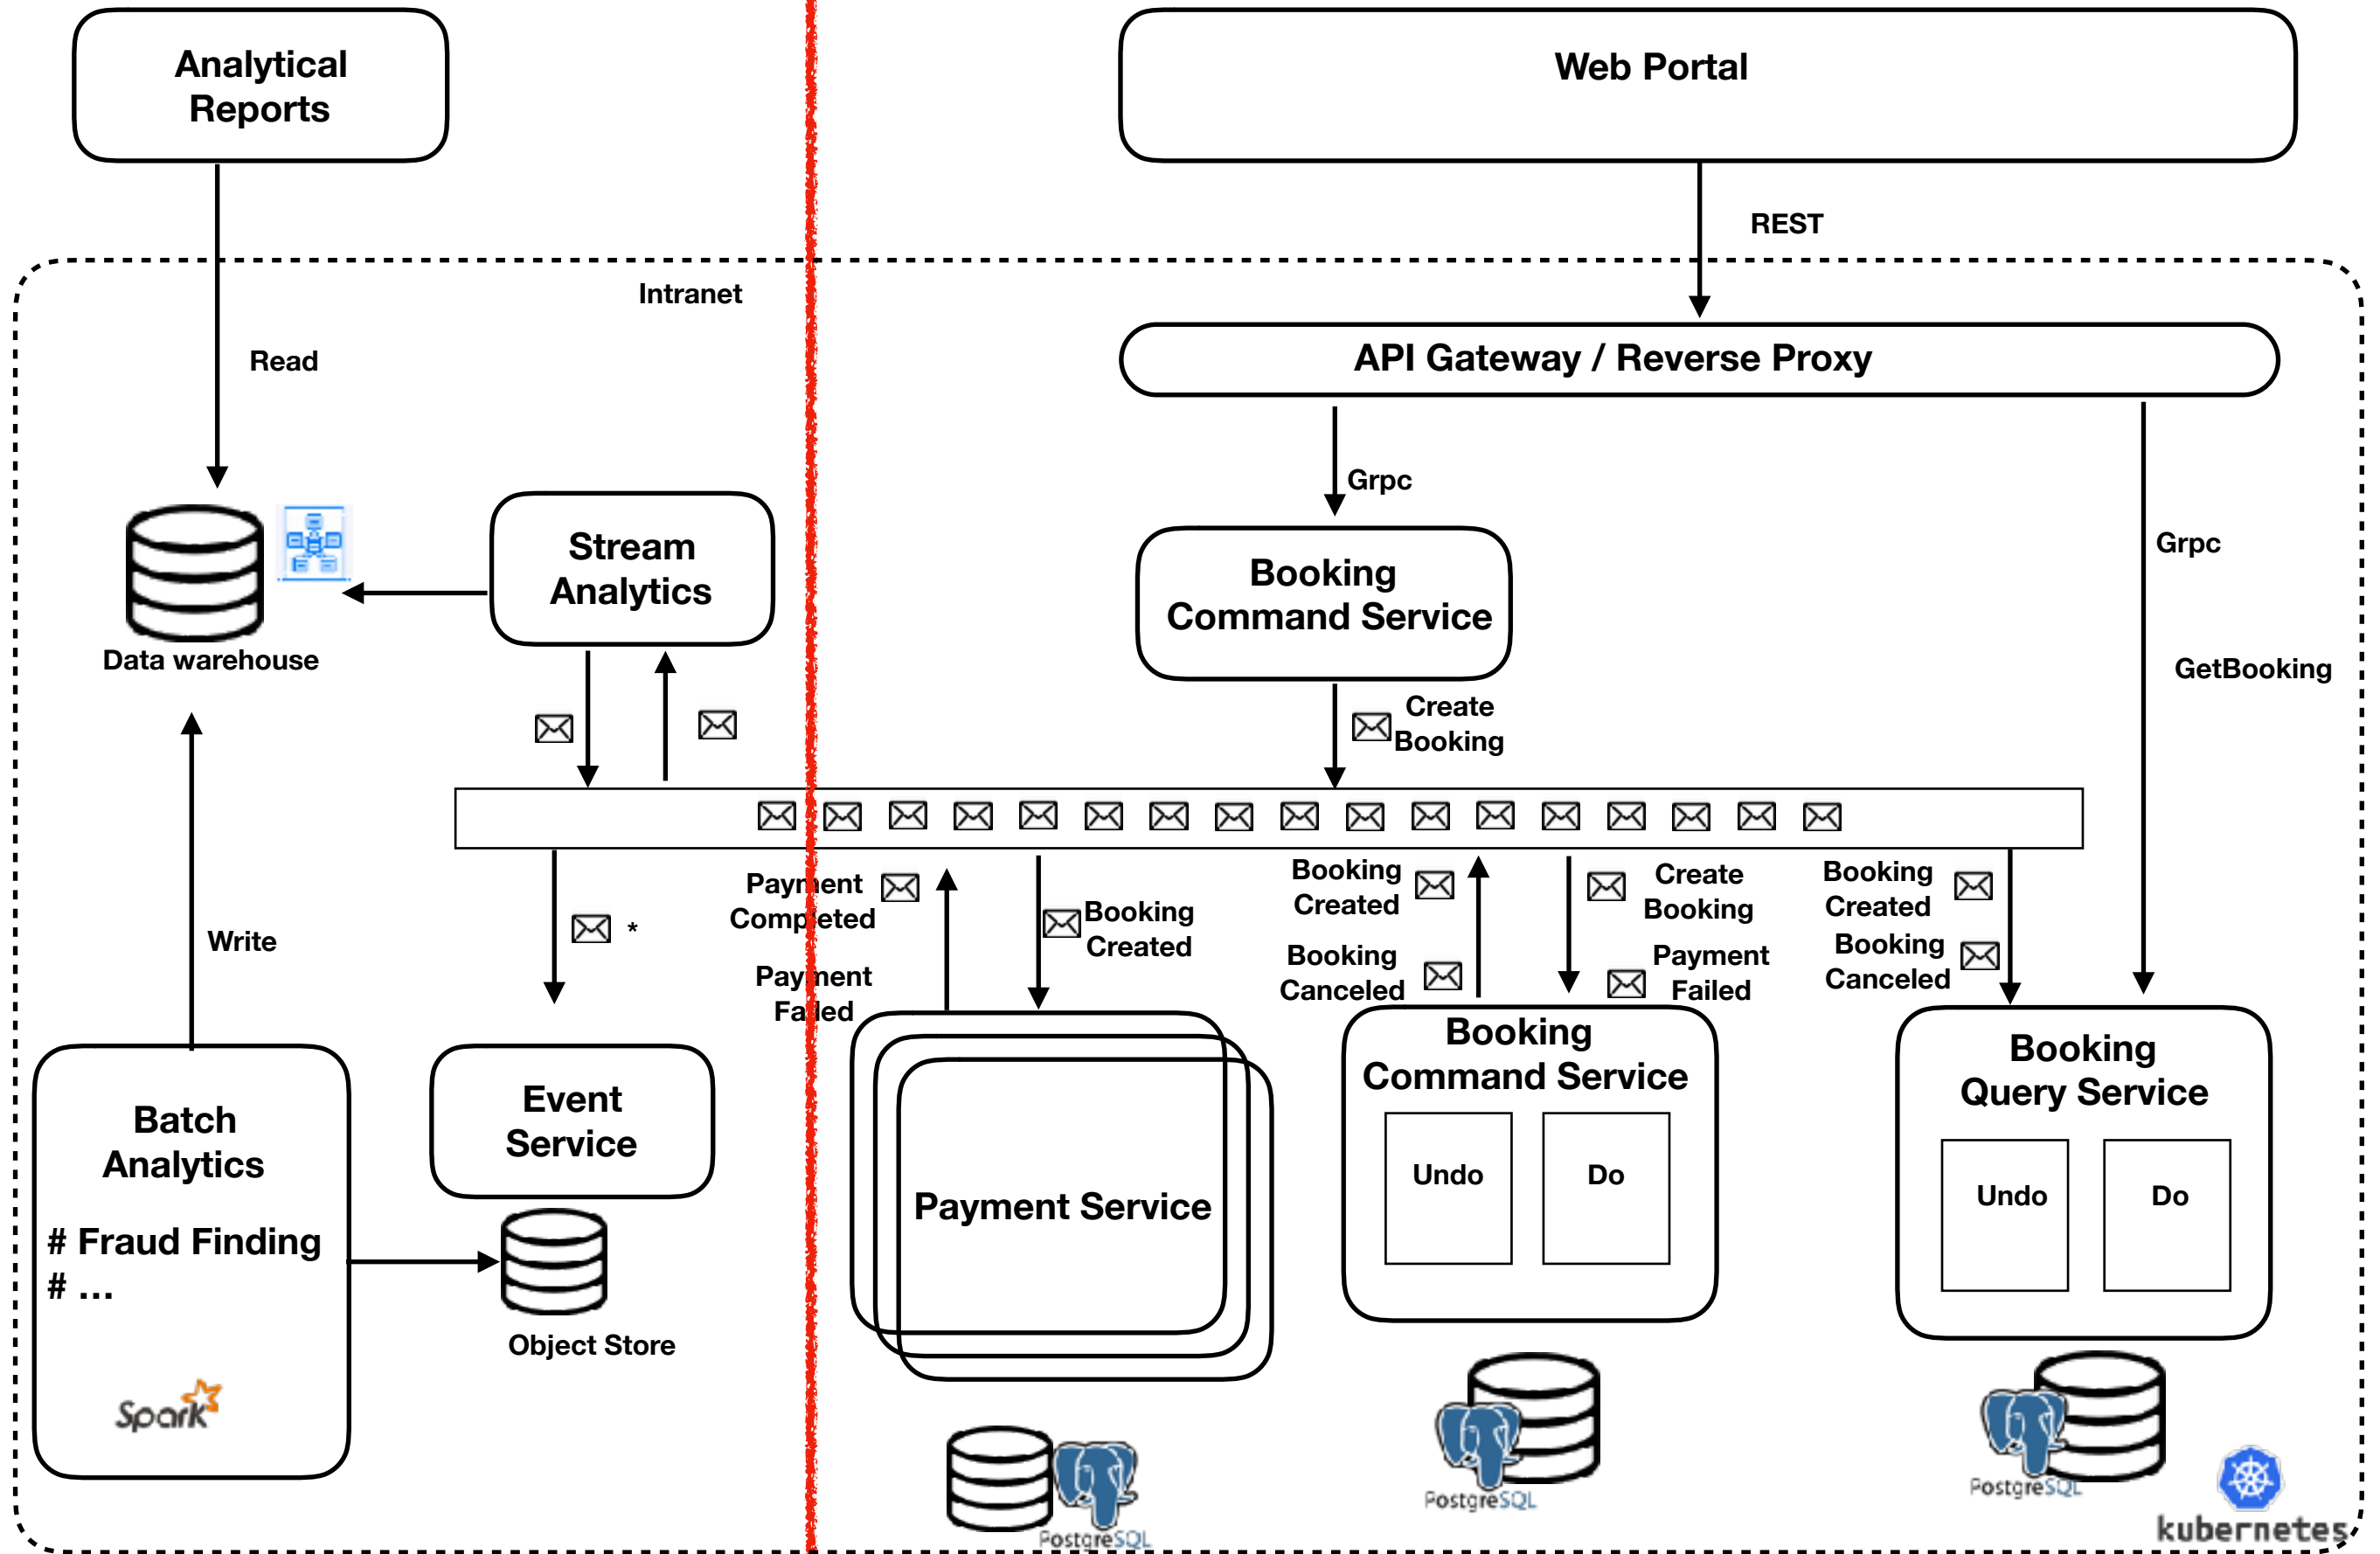 Analytical
Reports
Web Portal
REST
Intranet
Read
API Gateway / Reverse Proxy
Grpc
Grpc
Stream
Analytics
Booking
Command Service
Data warehouse
GetBooking
Create
Booking
Payment
Completed
Payment
Failed
Booking
Created
Booking
Created
Booking
Canceled
Create
Booking
Payment
Failed
Booking
Created
Booking
Canceled
*
Write
Batch
Analytics
# Fraud Finding
# ...
Spark
Event
Service
Object Store
Payment Service
Booking
Command Service
Undo
Do
Booking
Query Service
Undo
Do
PostgreSQL
PostgreSQL
PostgreSQL
kubernetes